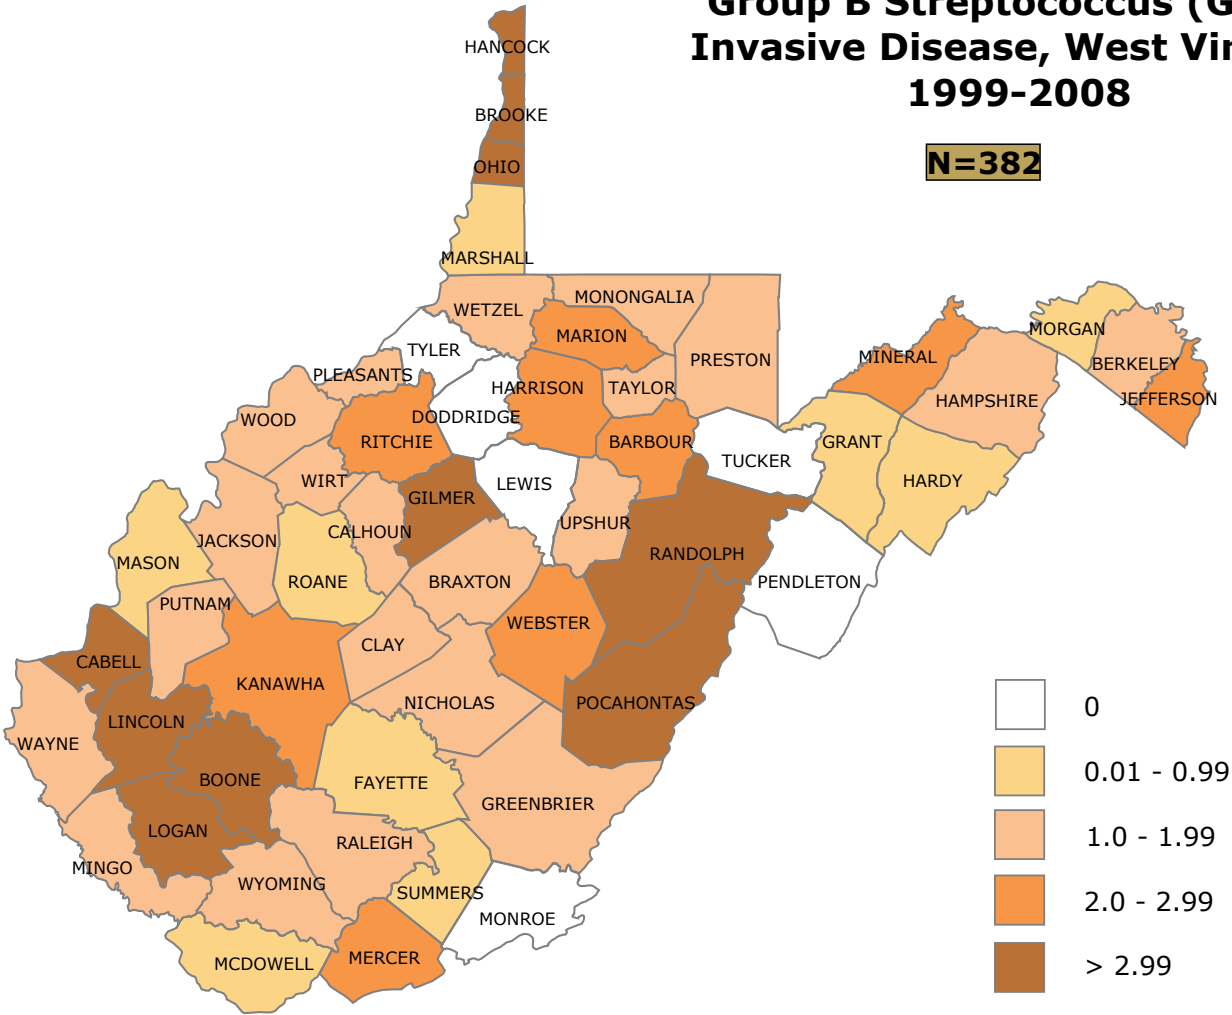 Group B Streptococcus (G
Invasive Disease, West Vir
1999-2008
N=382
HANCOCK
BROOKE
OHIO
MARSHALL
WETZEL
MONONGALIA
MARION
PRESTON
TYLER
PLEASANTS
HARRISON
TAYLOR
DODDRIDGE
WOOD
RITCHIE
BARBOUR
MORGAN
MINERAL
BERKELEY
HAMPSHIRE
JEFFERSON
GRANT
TUCKER
HARDY
WIRT
GILMER
LEWIS
UPSHUR
CALHOUN
JACKSON
RANDOLPH
MASON
ROANE
BRAXTON
PENDLETON
PUTNAM
WEBSTER
CLAY
CABELL
KANAWHA
NICHOLAS
POCAHONTAS
LINCOLN
WAYNE
BOONE
FAYETTE
GREENBRIER
LOGAN
RALEIGH
MINGO
WYOMING
SUMMERS
MONROE
MCDOWELL
MERCER
0
0.01 - 0.99
1.0 - 1.99
2.0 - 2.99
> 2.99